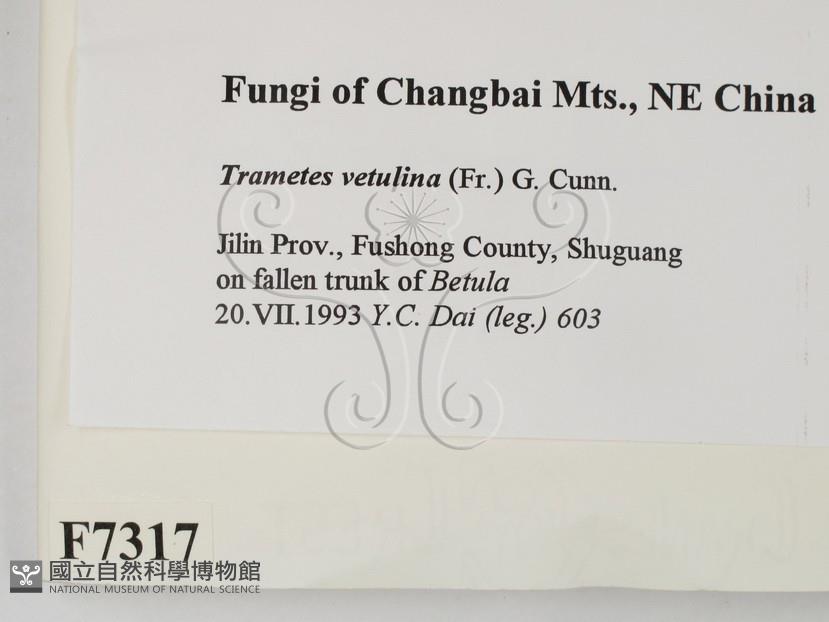 Fungi of Changbai Mts., NE China
Trametes vetulina (Fr.) G. Cunn.
Jilin Prov., Fushong County, Shuguang
on fallen trunk of Betula
20.VII.1993 Y.C. Dai (leg.) 603
F7317
國立自然科學博物館
NATIONAL MUSEUM OF NATURAL SCIENCE